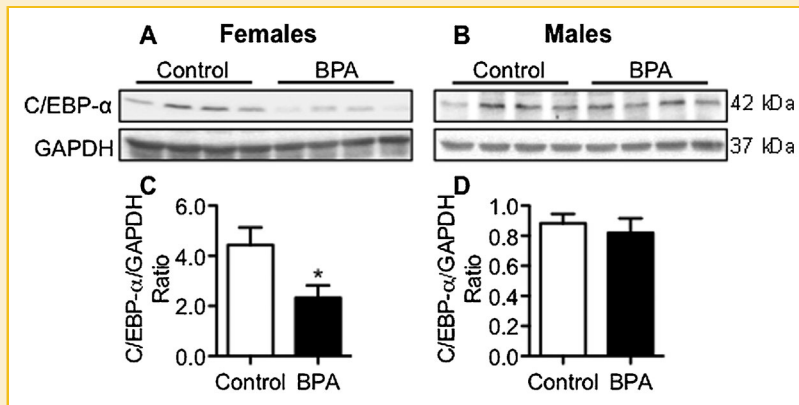 A Females
Control BPA
C/EBP-α
GAPDH
B Males
Control BPA
42 kDa
37 kDa
C
C/EBP-α/GAPDH
Ratio
6.0
4.0
2.0
0.0
*
Control BPA
D
C/EBP-α/GAPDH
Ratio
1.0
0.8
0.6
0.4
0.2
0.0
Control BPA